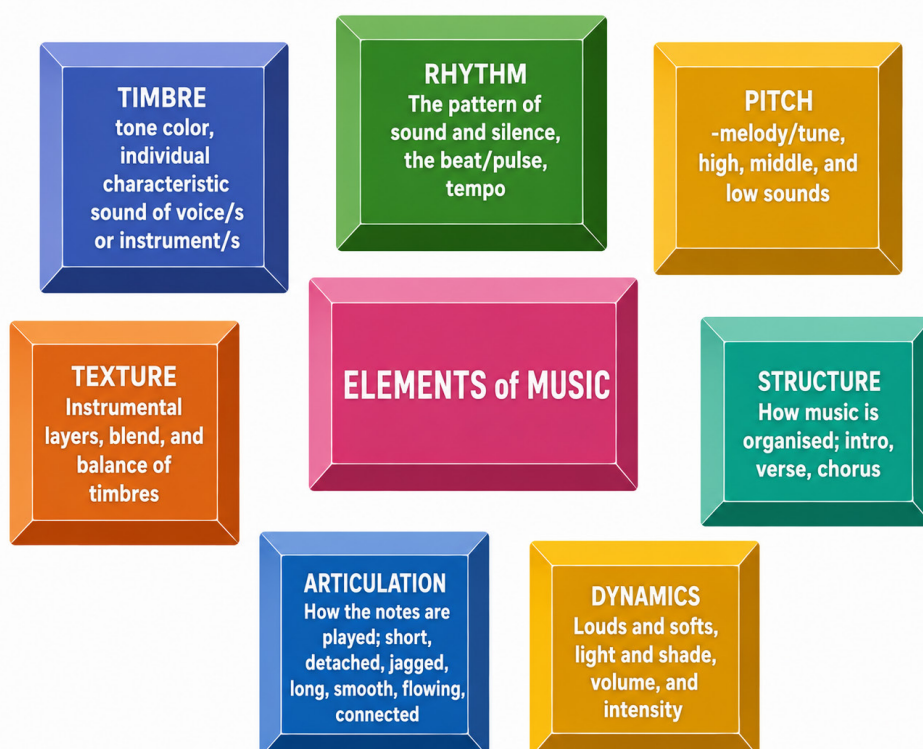 TIMBRE
tone color,
individual
characteristic
sound of voice/s
or instrument/s
RHYTHM
The pattern of
sound and silence,
the beat/pulse,
tempo
PITCH
-melody/tune,
high, middle, and
low sounds
TEXTURE
Instrumental
layers, blend, and
balance of
timbres
ELEMENTS of MUSIC
STRUCTURE
How music is
organised; intro,
verse, chorus
ARTICULATION
How the notes are
played; short,
detached, jagged,
long, smooth, flowing,
connected
DYNAMICS
Louds and softs,
light and shade,
volume, and
intensity